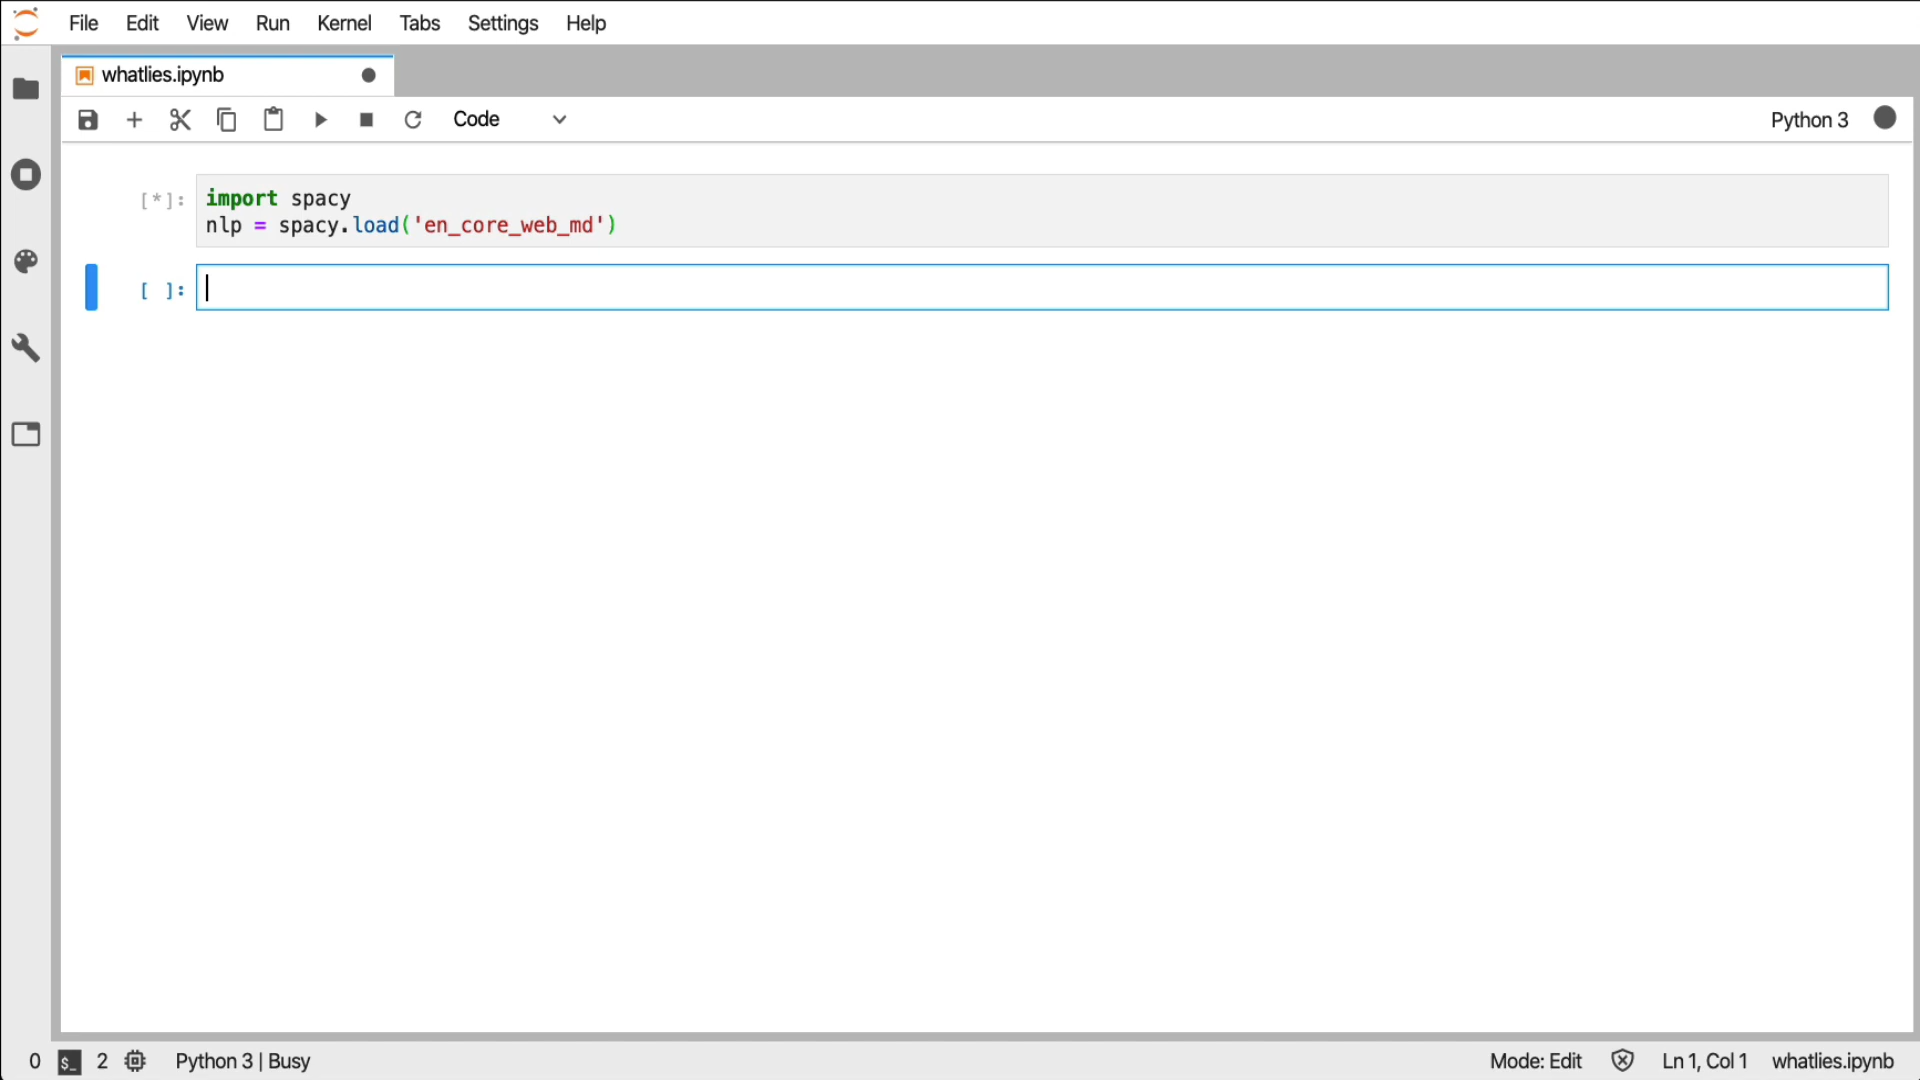 File Edit View Run Kernel Tabs Settings Help
whatlies.ipynb
Code
Python 3
[*]:
import spacy
nlp = spacy.load('en_core_web_md')
[ ]:
0 $_ 2 Python 3 | Busy Mode: Edit Ln 1, Col 1 whatlies.ipynb